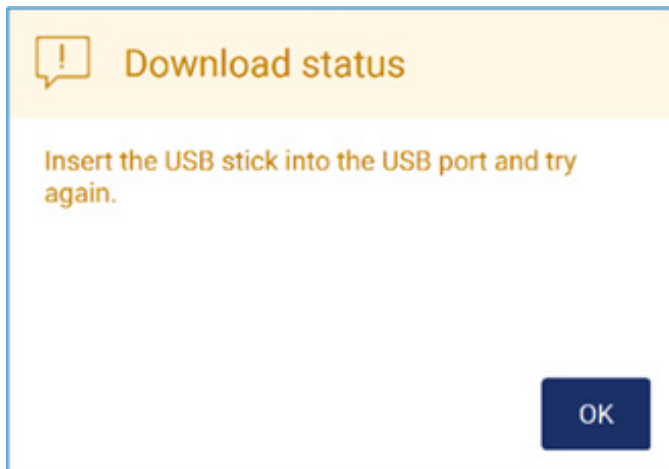 Download status
Insert the USB stick into the USB port and try
again.
OK